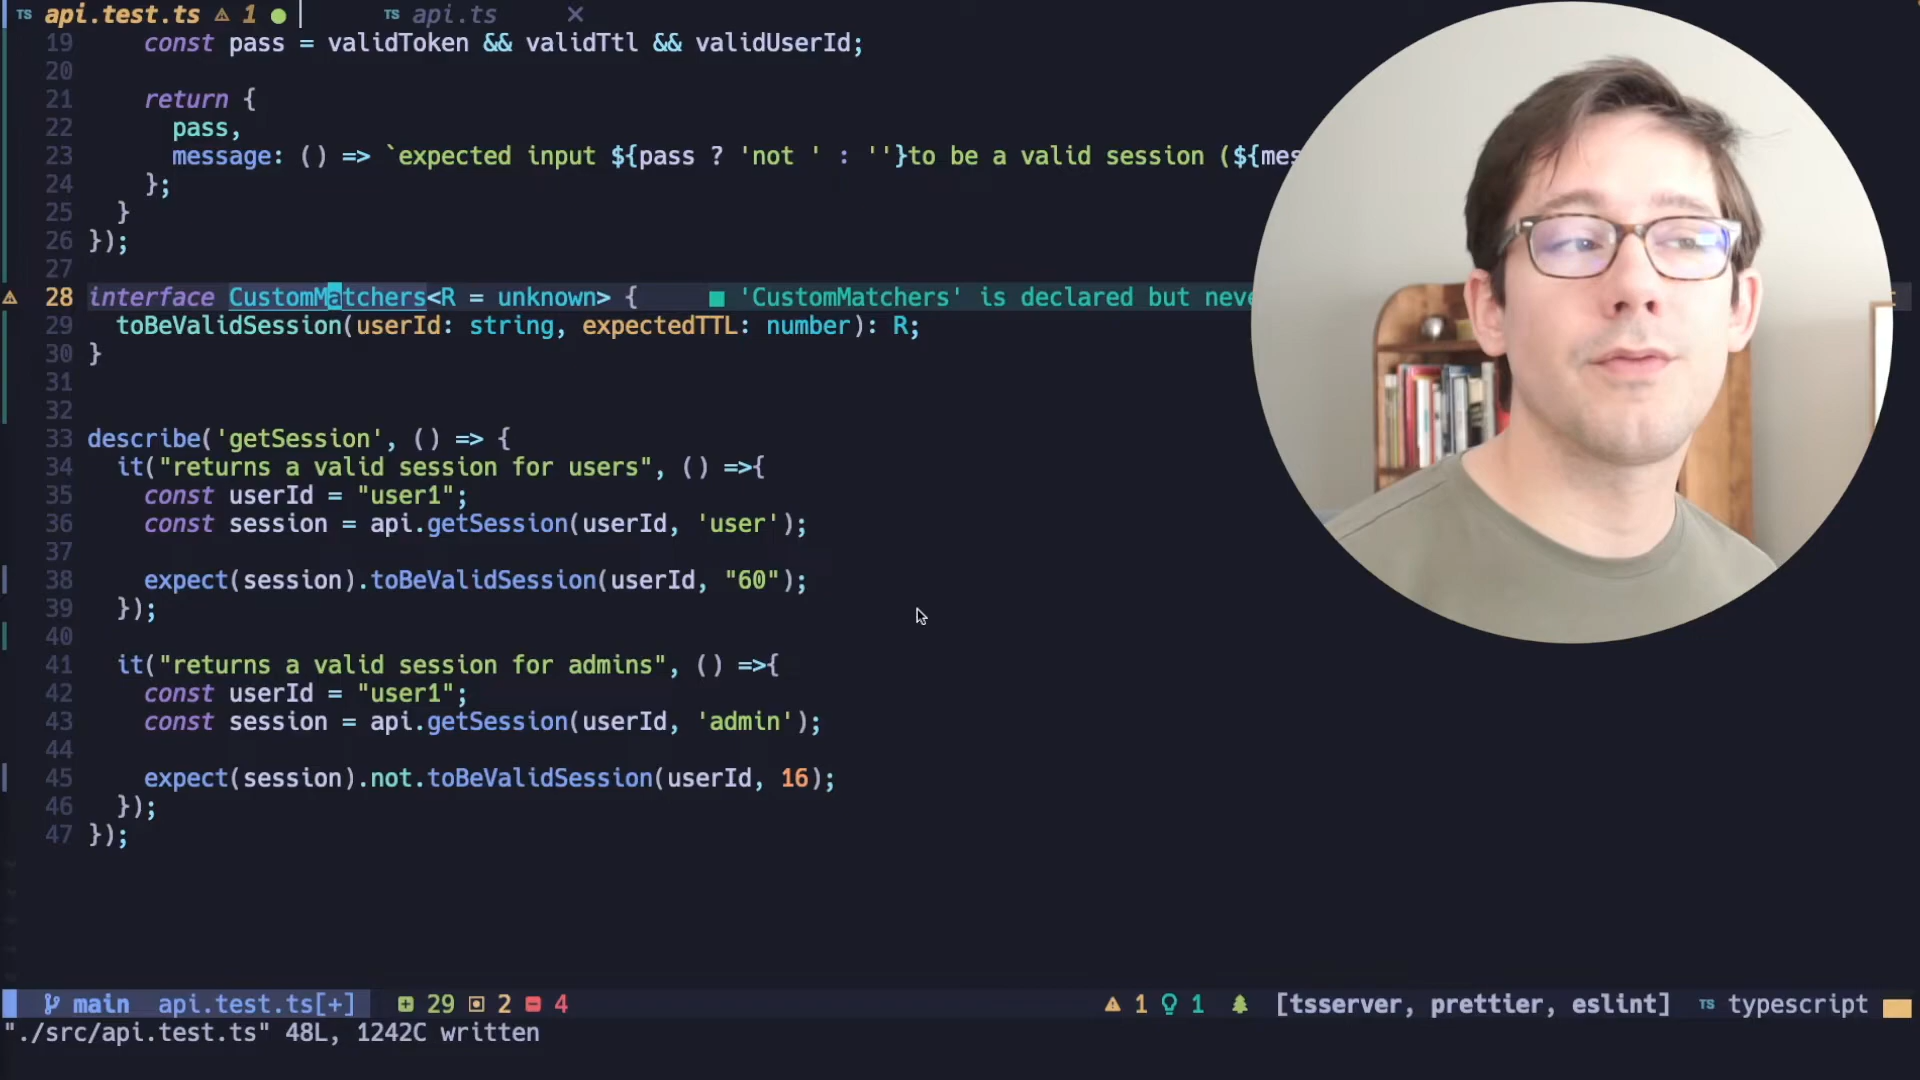 TS api.test.ts ⚠ 1 ●
TS api.ts ✕
19 const pass = validToken && validTtl && validUserId;
20
21 return {
22 pass,
23 message: () => `expected input ${pass ? 'not ' : ''}to be a valid session (${mes
24 };
25 }
26 });
27
28 interface CustomMatchers<R = unknown> { ■ 'CustomMatchers' is declared but neve
29 toBeValidSession(userId: string, expectedTTL: number): R;
30 }
31
32
33 describe('getSession', () => {
34 it("returns a valid session for users", () =>{
35 const userId = "user1";
36 const session = api.getSession(userId, 'user');
37
38 expect(session).toBeValidSession(userId, "60");
39 });
40
41 it("returns a valid session for admins", () =>{
42 const userId = "user1";
43 const session = api.getSession(userId, 'admin');
44
45 expect(session).not.toBeValidSession(userId, 16);
46 });
47 });
main api.test.ts[+] 29 2 4 1 1 [tsserver, prettier, eslint] TS typescript
"./src/api.test.ts" 48L, 1242C written